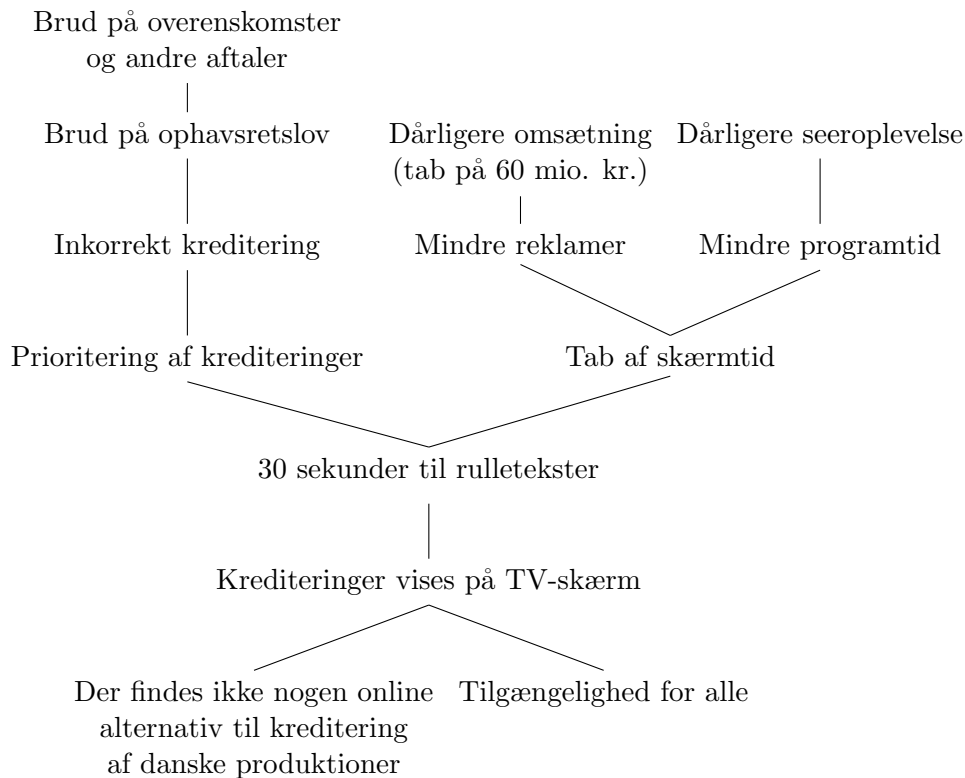 Brud på overenskomster
og andre aftaler
Brud på ophavsretslov
Dårligere omsætning
(tab på 60 mio. kr.)
Dårligere seeroplevelse
Inkorrekt kreditering
Mindre reklamer
Mindre programtid
Prioritering af krediteringer
Tab af skærmtid
30 sekunder til rulletekster
Krediteringer vises på TV-skærm
Der findes ikke nogen online
alternativ til kreditering
af danske produktioner
Tilgængelighed for alle